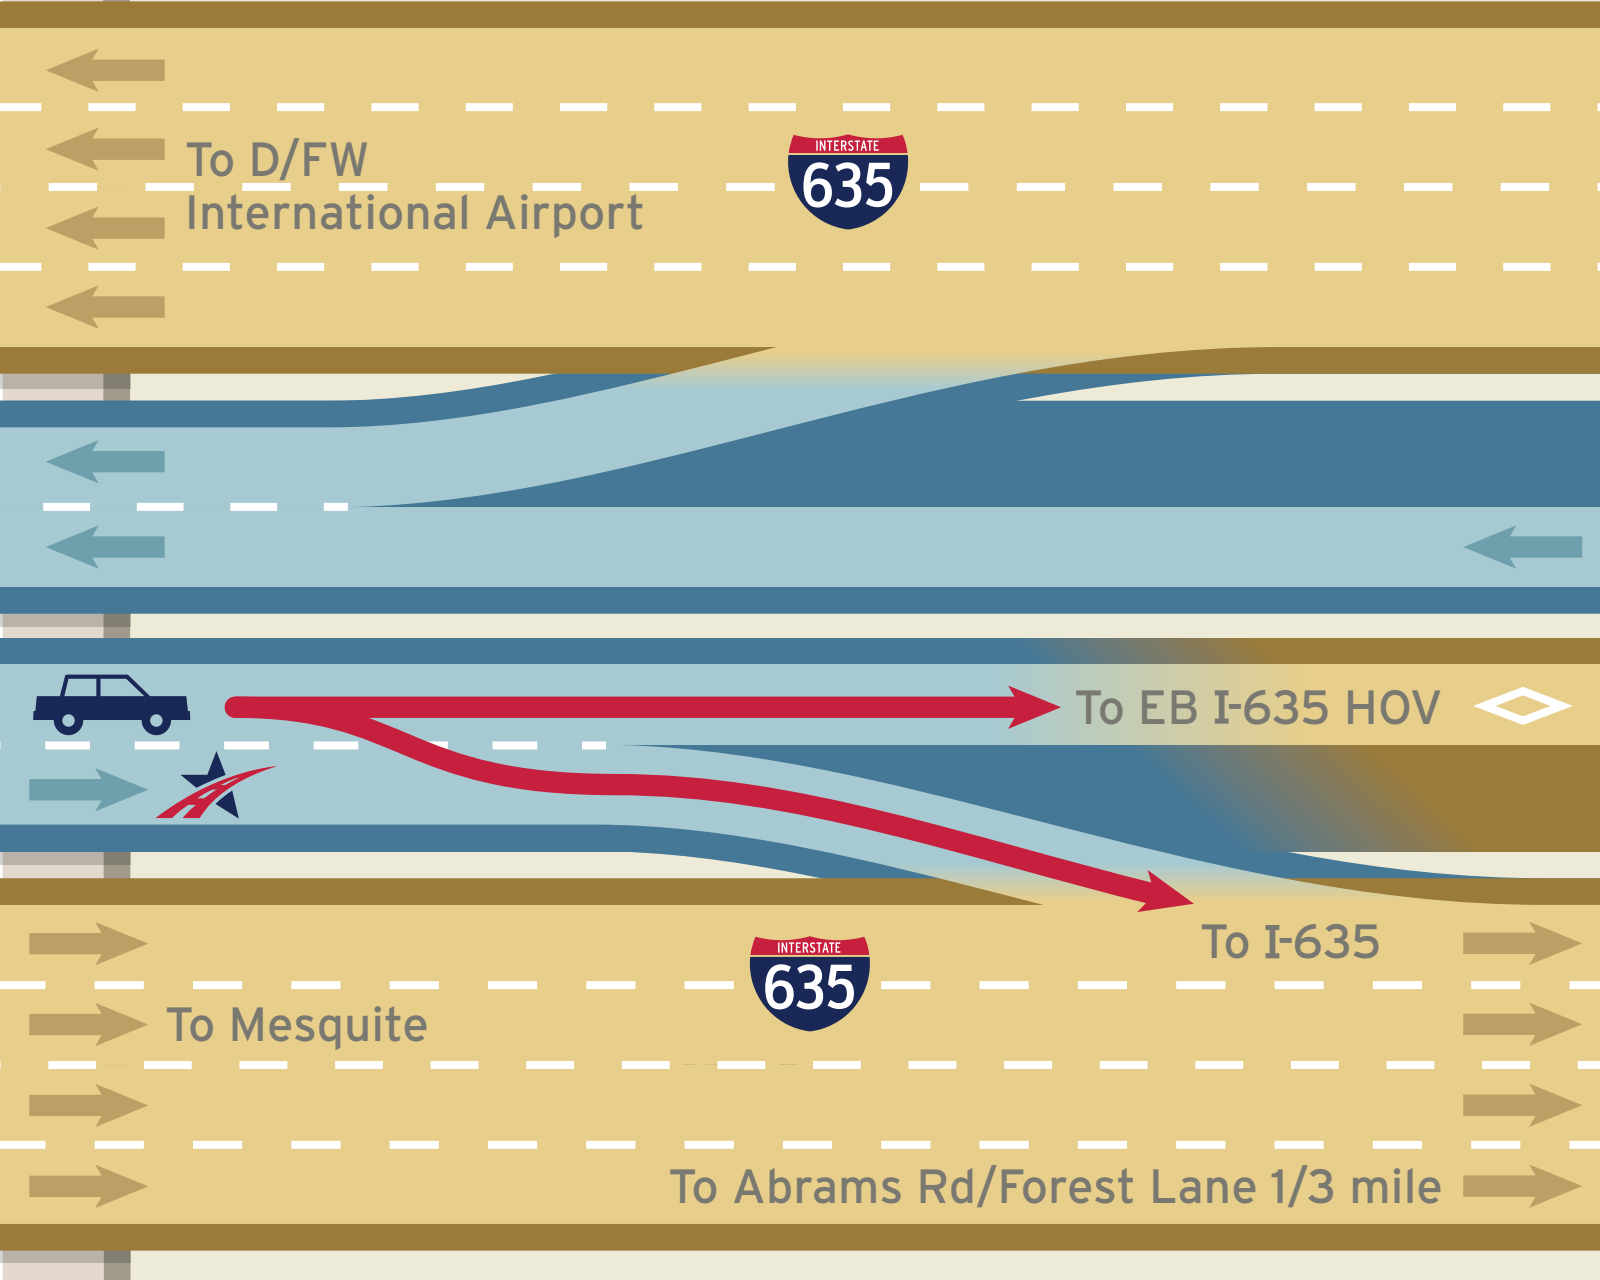 To D/FW
International Airport
INTERSTATE
635
To EB I-635 HOV
To I-635
INTERSTATE
635
To Mesquite
To Abrams Rd/Forest Lane 1/3 mile